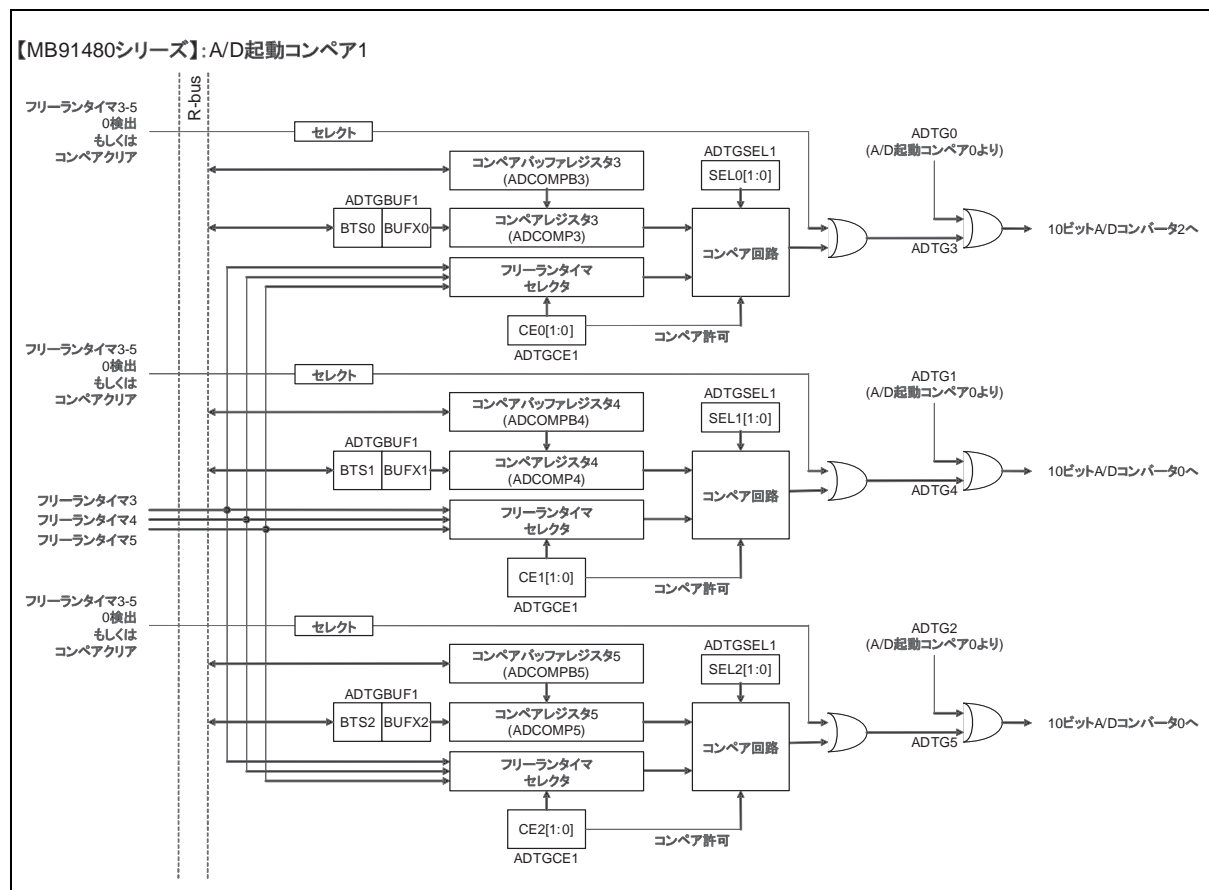 【MB91480シリーズ】：A/D起動コンペア1
R-bus
フリーランタイマ3-5
0検出
もしくは
コンペアクリア
セレクト
コンペアバッファレジスタ3
(ADCOMPB3)
ADTGSEL1
SEL0[1:0]
ADTG0
(A/D起動コンペア0より)
ADTGBUF1
BTS0
BUFX0
コンペアレジスタ3
(ADCOMP3)
コンペア回路
ADTG3
10ビットA/Dコンバータ2へ
フリーランタイマ
セレクタ
CE0[1:0]
コンペア許可
ADTGCE1
フリーランタイマ3-5
0検出
もしくは
コンペアクリア
セレクト
コンペアバッファレジスタ4
(ADCOMPB4)
ADTGSEL1
SEL1[1:0]
ADTG1
(A/D起動コンペア0より)
ADTGBUF1
BTS1
BUFX1
コンペアレジスタ4
(ADCOMP4)
コンペア回路
ADTG4
10ビットA/Dコンバータ0へ
フリーランタイマ3
フリーランタイマ4
フリーランタイマ5
フリーランタイマ
セレクタ
CE1[1:0]
コンペア許可
ADTGCE1
フリーランタイマ3-5
0検出
もしくは
コンペアクリア
セレクト
コンペアバッファレジスタ5
(ADCOMPB5)
ADTGSEL1
SEL2[1:0]
ADTG2
(A/D起動コンペア0より)
ADTGBUF1
BTS2
BUFX2
コンペアレジスタ5
(ADCOMP5)
コンペア回路
ADTG5
10ビットA/Dコンバータ0へ
フリーランタイマ
セレクタ
CE2[1:0]
コンペア許可
ADTGCE1